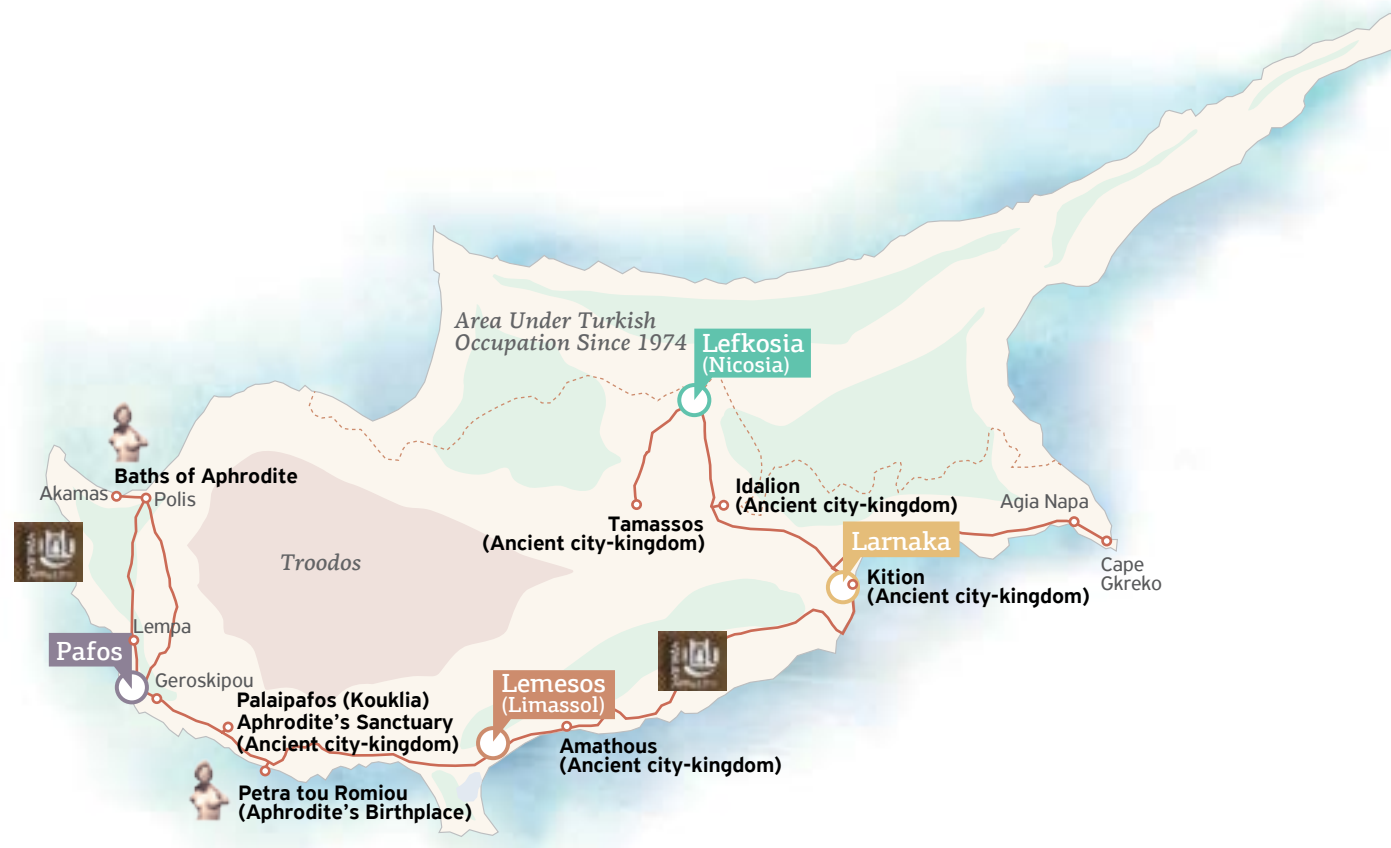 Area Under Turkish
Occupation Since 1974
Lefkosia
(Nicosia)
Baths of Aphrodite
Akamas
Polis
Idalion
(Ancient city-kingdom)
Tamassos
(Ancient city-kingdom)
Agia Napa
Larnaka
Cape
Gkreko
Troodos
Kition
(Ancient city-kingdom)
Lempa
Pafos
Geroskipou
Palaipafos (Kouklia)
Aphrodite’s Sanctuary
(Ancient city-kingdom)
Lemesos
(Limassol)
Amathous
(Ancient city-kingdom)
Petra tou Romiou
(Aphrodite’s Birthplace)